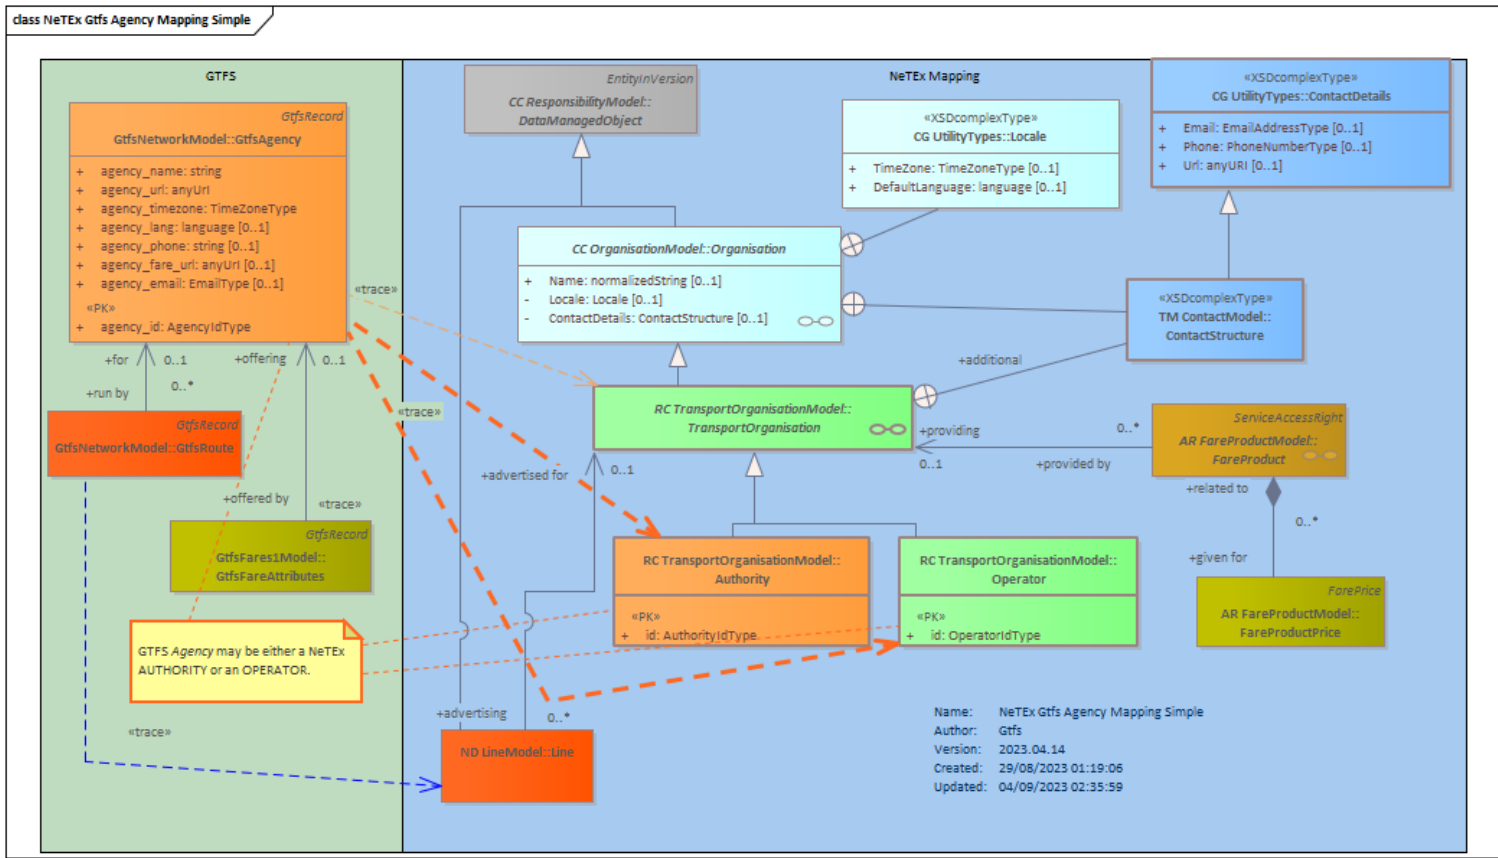 class NeTEx Gtfs Agency Mapping Simple
GTFS
NeTEx Mapping
GtfsRecord
GtfsNetworkModel::GtfsAgency
+ agency_name: string
+ agency_url: anyUrl
+ agency_timezone: TimeZoneType
+ agency_lang: language [0..1]
+ agency_phone: string [0..1]
+ agency_fare_url: anyUrl [0..1]
+ agency_email: EmailType [0..1]
«PK»
+ agency_id: AgencyIdType
EntityInVersion
CC ResponsibilityModel::
DataManagedObject
«XSDcomplexType»
CG UtilityTypes::Locale
+ TimeZone: TimeZoneType [0..1]
+ DefaultLanguage: language [0..1]
«XSDcomplexType»
CG UtilityTypes::ContactDetails
+ Email: EmailAddressType [0..1]
+ Phone: PhoneNumberType [0..1]
+ Url: anyURI [0..1]
CC OrganisationModel::Organisation
+ Name: normalizedString [0..1]
- Locale: Locale [0..1]
- ContactDetails: ContactStructure [0..1]
«XSDcomplexType»
TM ContactModel::
ContactStructure
«trace»
+for
0..1
+offering
0..1
0..*
+run by
+additional
«trace»
GtfsRecord
GtfsNetworkModel::GtfsRoute
RC TransportOrganisationModel::
TransportOrganisation
+providing
0..*
0..1
+provided by
ServiceAccessRight
AR FareProductModel::
FareProduct
+advertised for
0..1
+related to
0..*
+given for
+offered by
«trace»
GtfsRecord
GtfsFares1Model::
GtfsFareAttributes
RC TransportOrganisationModel::
Authority
«PK»
+ id: AuthorityIdType
RC TransportOrganisationModel::
Operator
«PK»
+ id: OperatorIdType
FarePrice
AR FareProductModel::
FareProductPrice
GTFS Agency may be either a NeTEx
AUTHORITY or an OPERATOR.
«trace»
+advertising
0..*
ND LineModel::Line
Name: NeTEx Gtfs Agency Mapping Simple
Author: Gtfs
Version: 2023.04.14
Created: 29/08/2023 01:19:06
Updated: 04/09/2023 02:35:59